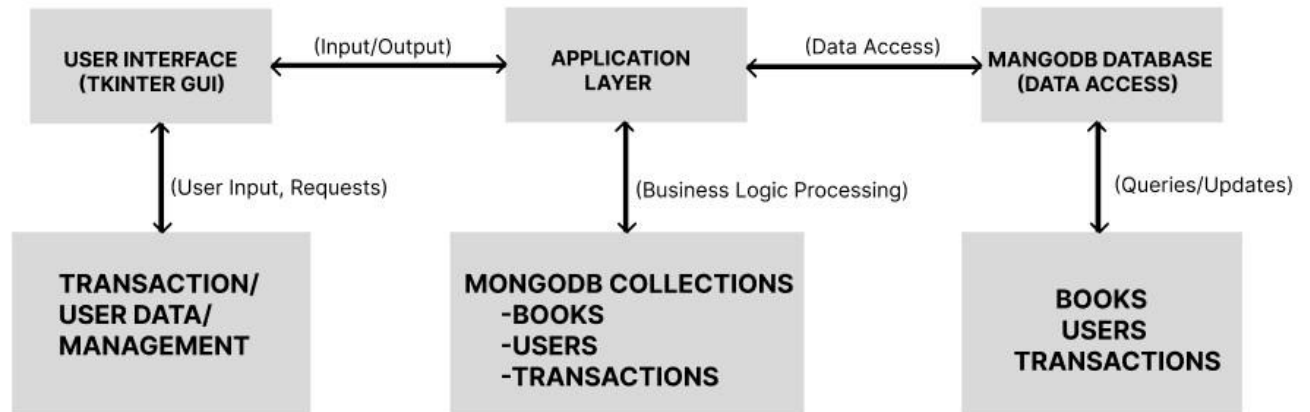 USER INTERFACE
(TKINTER GUI)
(Input/Output)
APPLICATION
LAYER
(Data Access)
MANGODB DATABASE
(DATA ACCESS)
(User Input, Requests)
(Business Logic Processing)
(Queries/Updates)
TRANSACTION/
USER DATA/
MANAGEMENT
MONGODB COLLECTIONS
-BOOKS
-USERS
-TRANSACTIONS
BOOKS
USERS
TRANSACTIONS